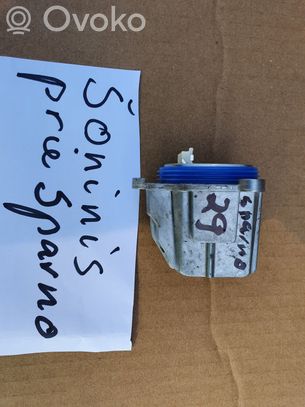 Ovoko
Šoninis
prie Sparno
29
sparno